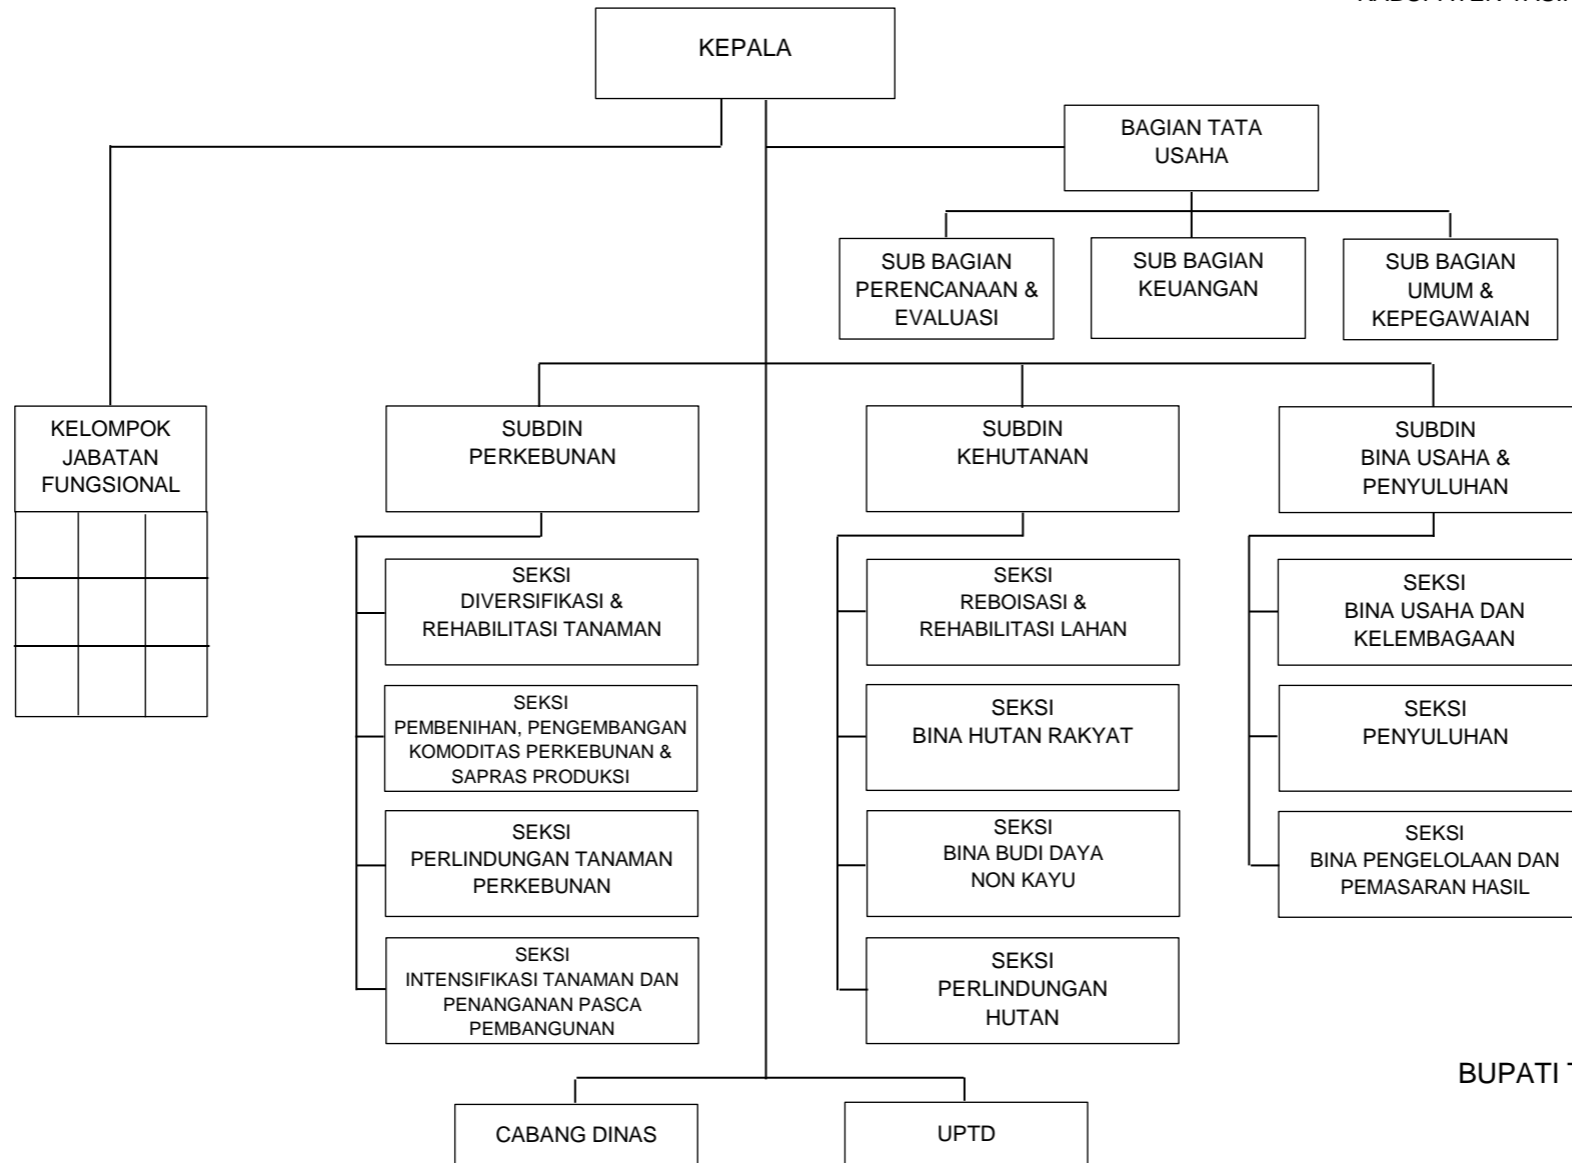 KEPALA
BAGIAN TATA
USAHA
SUB BAGIAN
PERENCANAAN &
EVALUASI
SUB BAGIAN
KEUANGAN
SUB BAGIAN
UMUM &
KEPEGAWAIAN
KELOMPOK
JABATAN
FUNGSIONAL
SUBDIN
PERKEBUNAN
SUBDIN
KEHUTANAN
SUBDIN
BINA USAHA &
PENYULUHAN
SEKSI
DIVERSIFIKASI &
REHABILITASI TANAMAN
SEKSI
REBOISASI &
REHABILITASI LAHAN
SEKSI
BINA USAHA DAN
KELEMBAGAAN
SEKSI
PEMBENIHAN, PENGEMBANGAN
KOMODITAS PERKEBUNAN &
SAPRAS PRODUKSI
SEKSI
BINA HUTAN RAKYAT
SEKSI
PENYULUHAN
SEKSI
PERLINDUNGAN TANAMAN
PERKEBUNAN
SEKSI
BINA BUDI DAYA
NON KAYU
SEKSI
BINA PENGELOLAAN DAN
PEMASARAN HASIL
SEKSI
INTENSIFIKASI TANAMAN DAN
PENANGANAN PASCA
PEMBANGUNAN
SEKSI
PERLINDUNGAN
HUTAN
BUPATI T
CABANG DINAS
UPTD